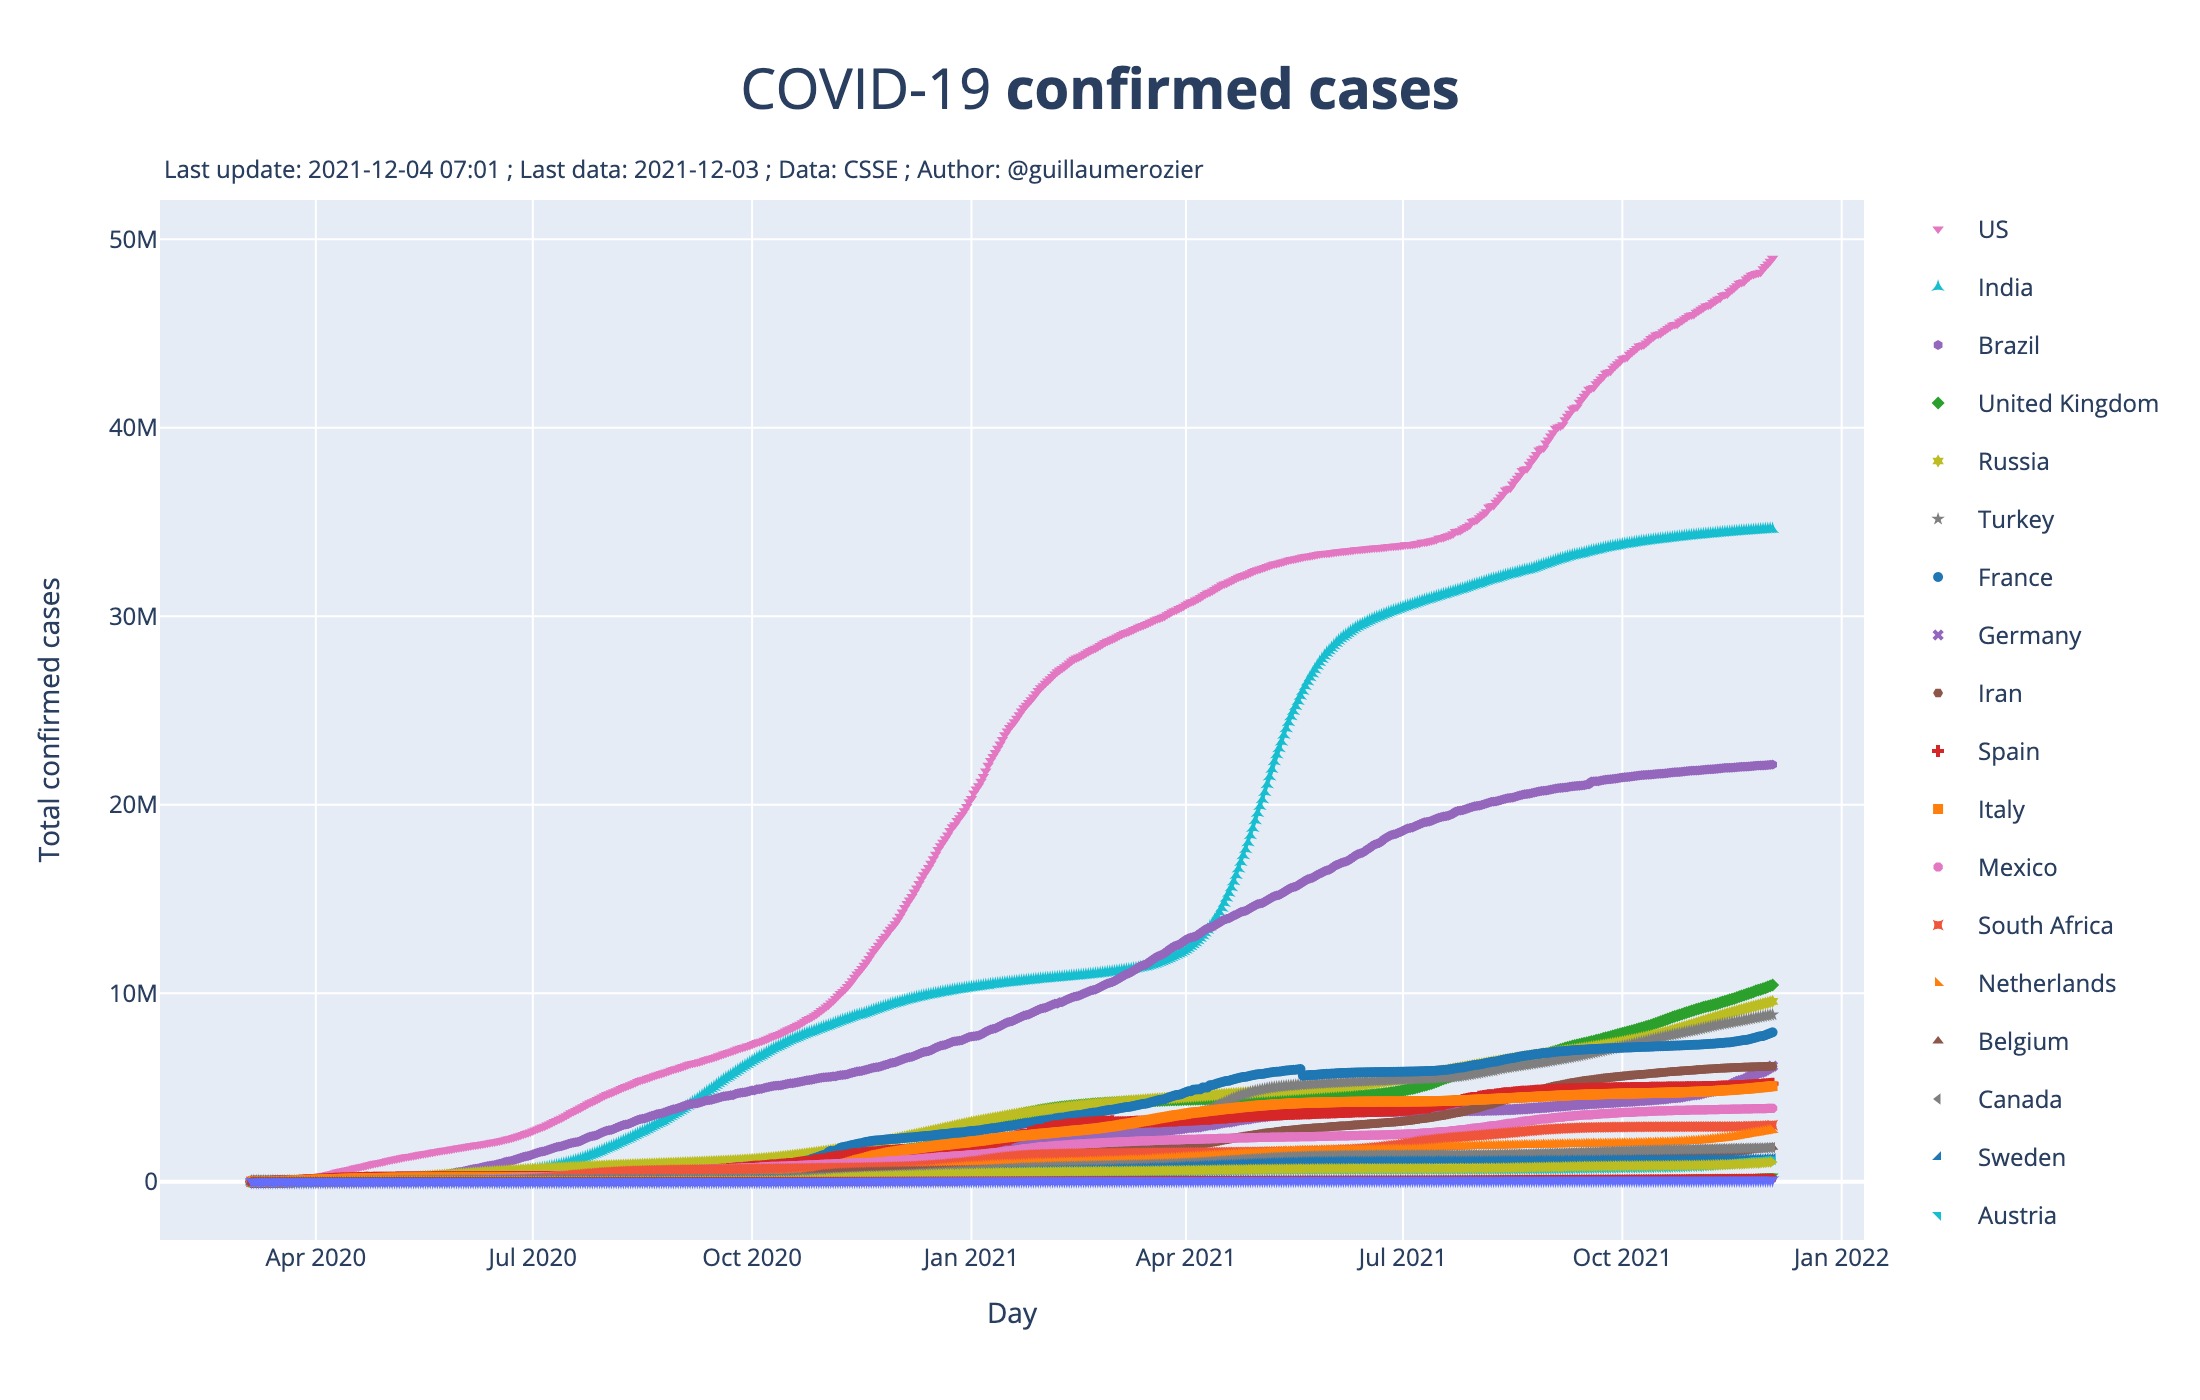 COVID-19 confirmed cases
Last update: 2021-12-04 07:01 ; Last data: 2021-12-03 ; Data: CSSE ; Author: @guillaumerozier
Total confirmed cases
50M
40M
30M
20M
10M
0
Apr 2020
Jul 2020
Oct 2020
Jan 2021
Apr 2021
Jul 2021
Oct 2021
Jan 2022
Day
US
India
Brazil
United Kingdom
Russia
Turkey
France
Germany
Iran
Spain
Italy
Mexico
South Africa
Netherlands
Belgium
Canada
Sweden
Austria